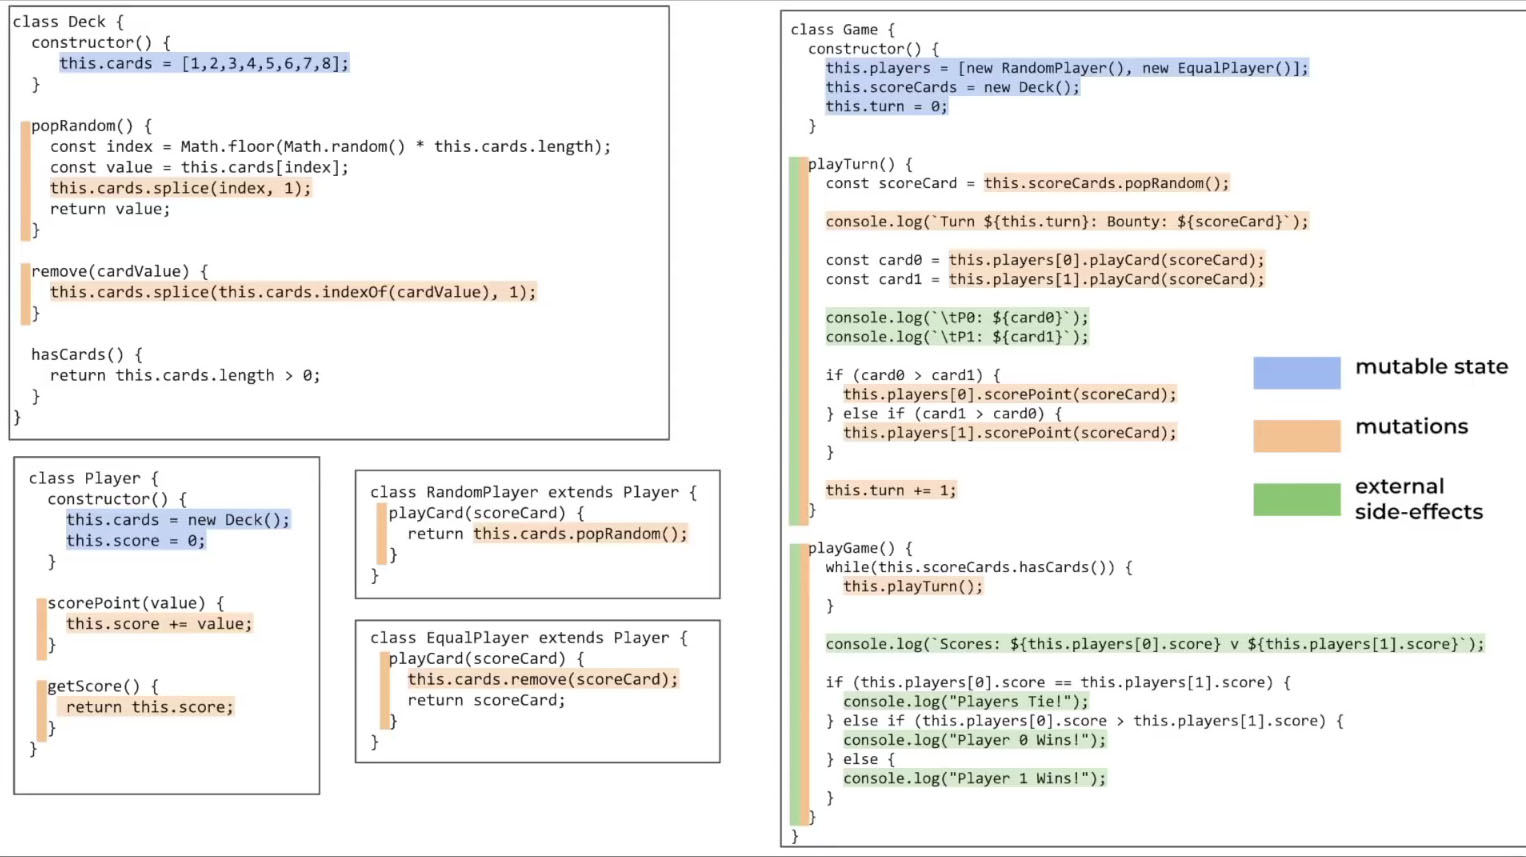 class Deck {
constructor() {
this.cards = [1,2,3,4,5,6,7,8];
}
popRandom() {
const index = Math.floor(Math.random() * this.cards.length);
const value = this.cards[index];
this.cards.splice(index, 1);
return value;
}
remove(cardValue) {
this.cards.splice(this.cards.indexOf(cardValue), 1);
}
hasCards() {
return this.cards.length > 0;
}
}
class Player {
constructor() {
this.cards = new Deck();
this.score = 0;
}
scorePoint(value) {
this.score += value;
}
getScore() {
return this.score;
}
}
class RandomPlayer extends Player {
playCard(scoreCard) {
return this.cards.popRandom();
}
}
class EqualPlayer extends Player {
playCard(scoreCard) {
this.cards.remove(scoreCard);
return scoreCard;
}
}
class Game {
constructor() {
this.players = [new RandomPlayer(), new EqualPlayer()];
this.scoreCards = new Deck();
this.turn = 0;
}
playTurn() {
const scoreCard = this.scoreCards.popRandom();
console.log(`Turn ${this.turn}: Bounty: ${scoreCard}`);
const card0 = this.players[0].playCard(scoreCard);
const card1 = this.players[1].playCard(scoreCard);
console.log(`\tP0: ${card0}`);
console.log(`\tP1: ${card1}`);
if (card0 > card1) {
this.players[0].scorePoint(scoreCard);
} else if (card1 > card0) {
this.players[1].scorePoint(scoreCard);
}
this.turn += 1;
}
playGame() {
while(this.scoreCards.hasCards()) {
this.playTurn();
}
console.log(`Scores: ${this.players[0].score} v ${this.players[1].score}`);
if (this.players[0].score == this.players[1].score) {
console.log("Players Tie!");
} else if (this.players[0].score > this.players[1].score) {
console.log("Player 0 Wins!");
} else {
console.log("Player 1 Wins!");
}
}
}
mutable state
mutations
external
side-effects